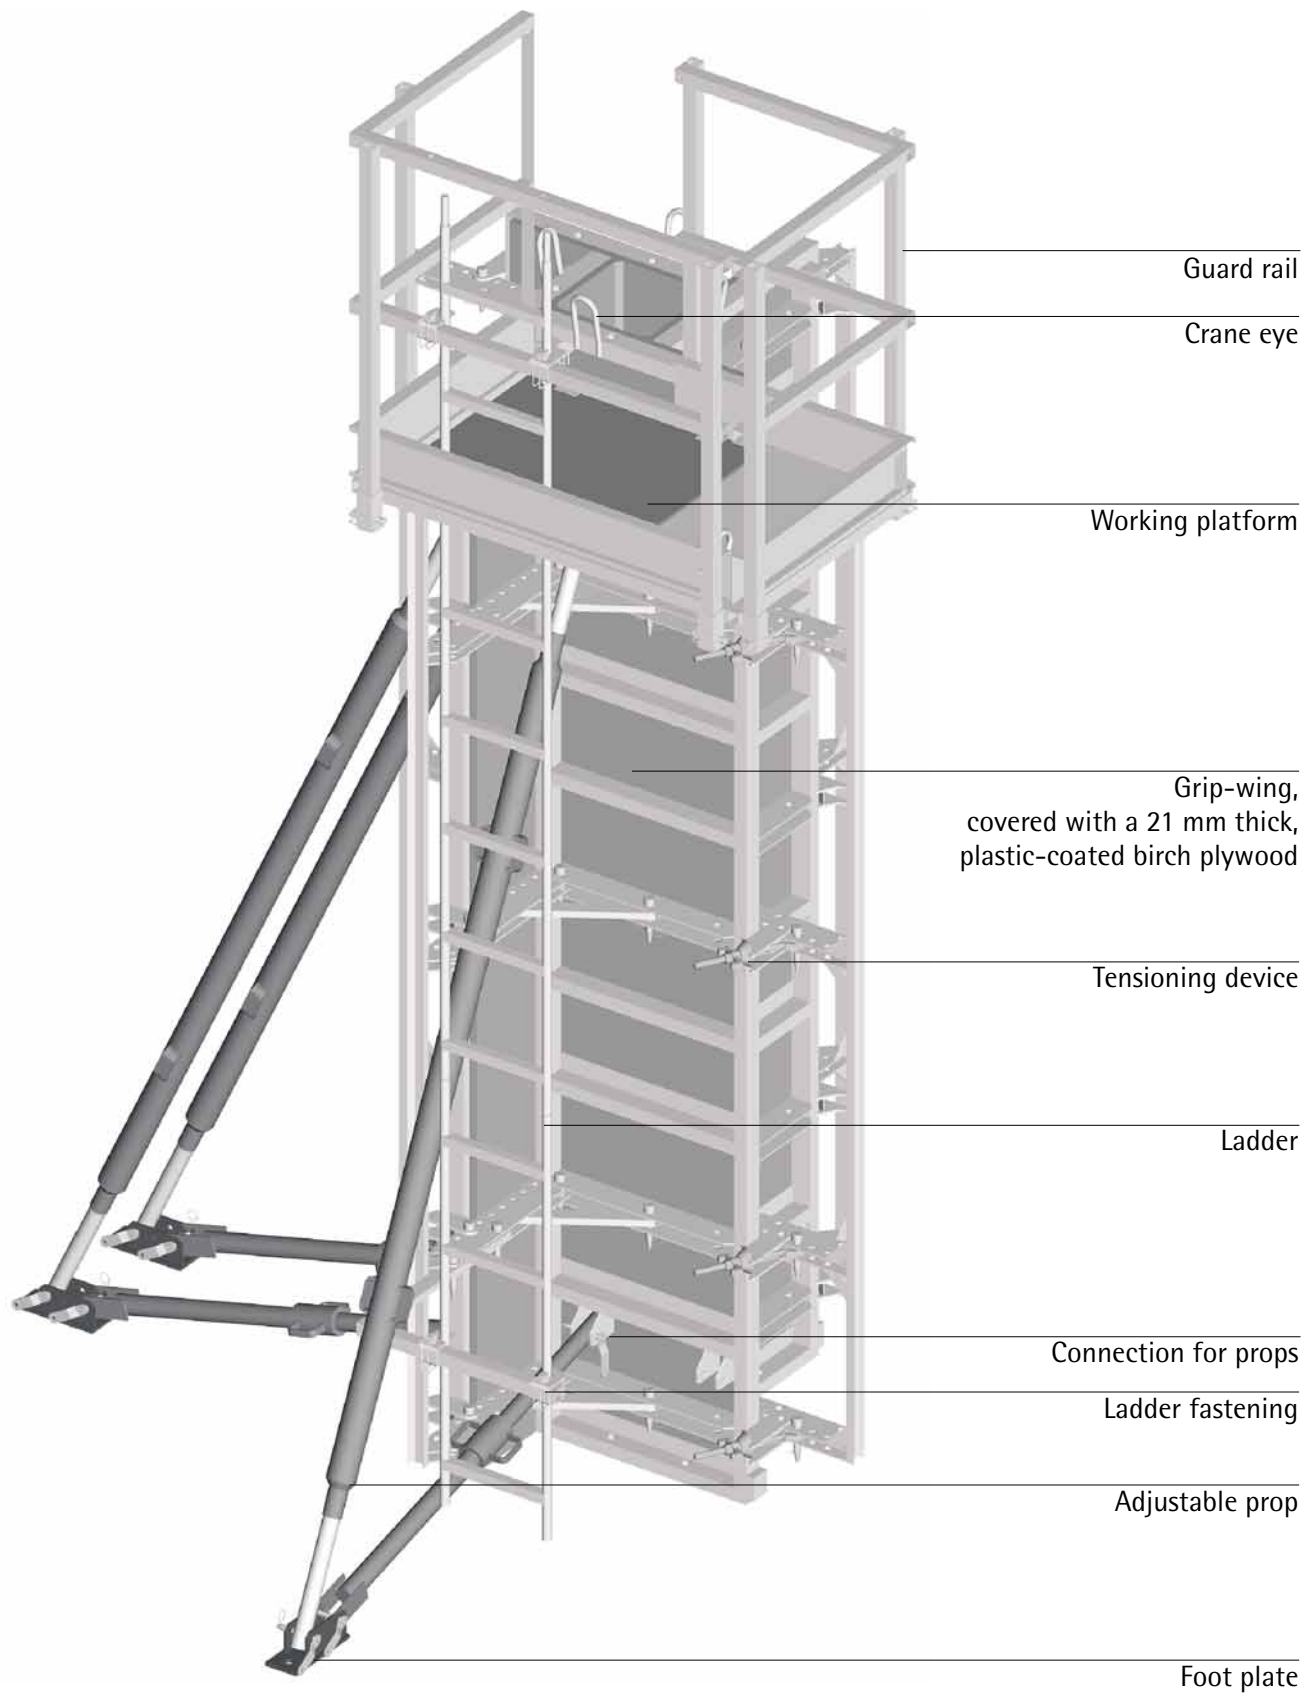 Guard rail
Crane eye
Working platform
Grip-wing,
covered with a 21 mm thick,
plastic-coated birch plywood
Tensioning device
Ladder
Connection for props
Ladder fastening
Adjustable prop
Foot plate